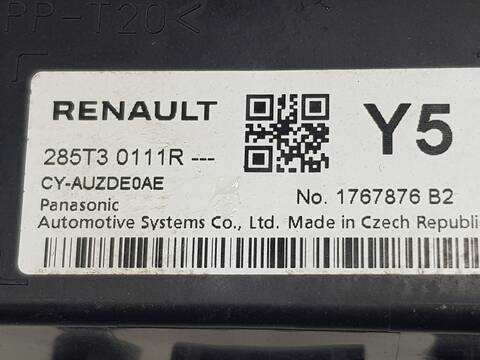 PP-T20<
RENAULT
Y5
285T3 0111R ---
CY-AUZDE0AE
No. 1767876 B2
Panasonic
Automotive Systems Co., Ltd. Made in Czech Republic